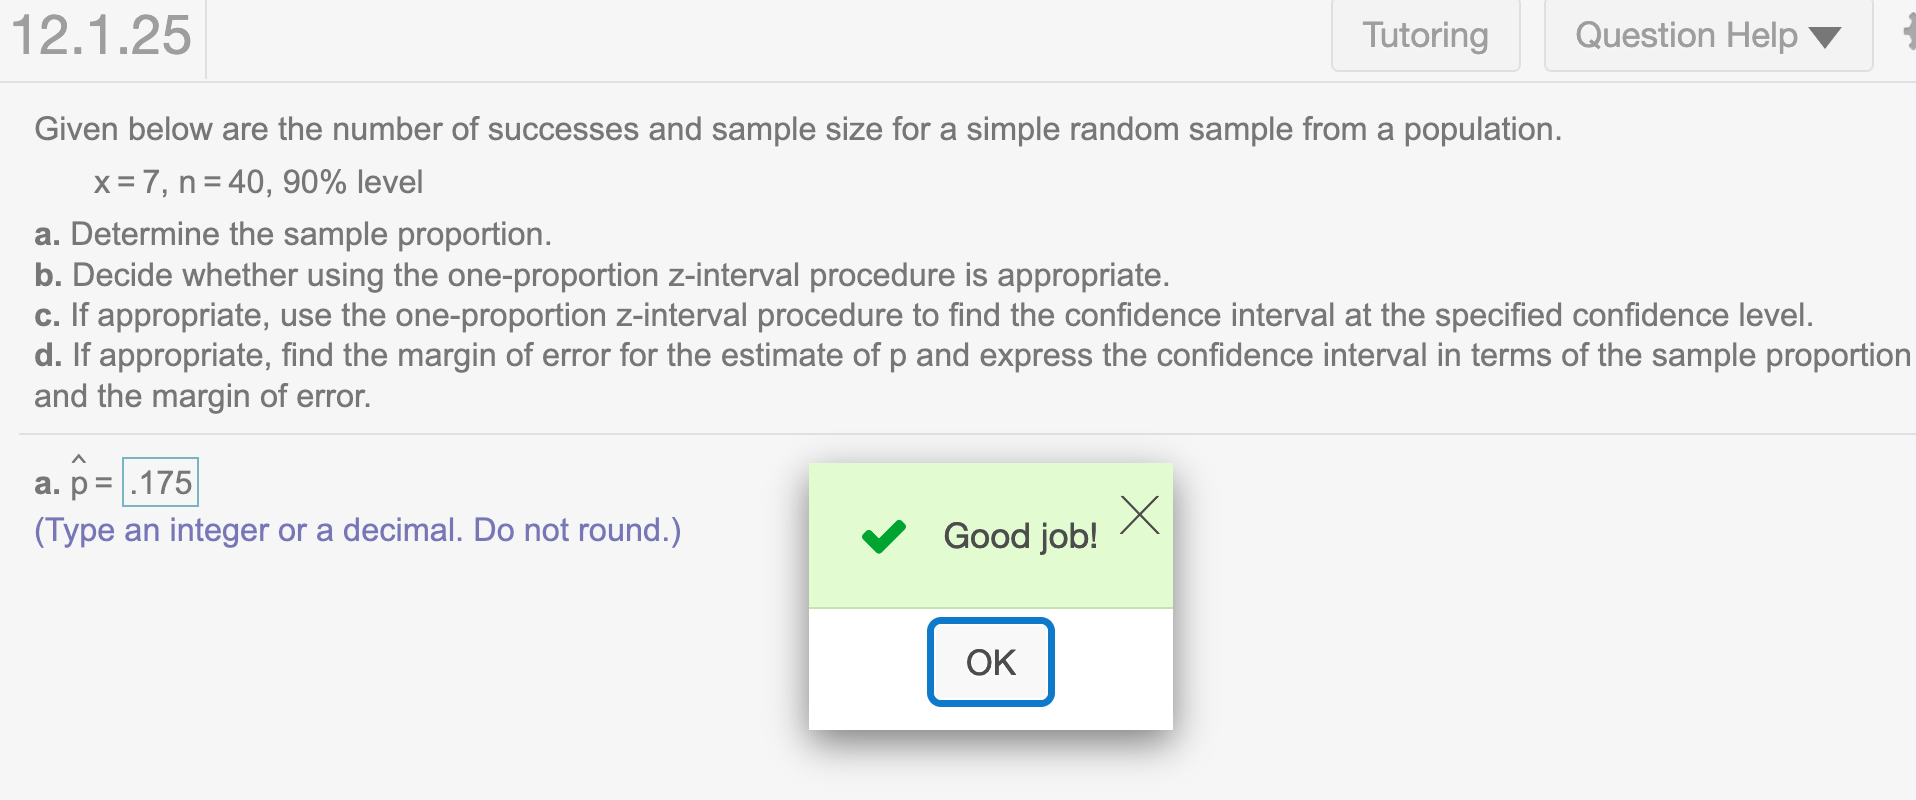 12.1.25
Tutoring
Question Help
Given below are the number of successes and sample size for a simple random sample from a population.
x = 7, n = 40, 90% level
a. Determine the sample proportion.
b. Decide whether using the one-proportion z-interval procedure is appropriate.
c. If appropriate, use the one-proportion z-interval procedure to find the confidence interval at the specified confidence level.
d. If appropriate, find the margin of error for the estimate of p and express the confidence interval in terms of the sample proportion
and the margin of error.
a. p̂ = .175
(Type an integer or a decimal. Do not round.)
Good job!
OK